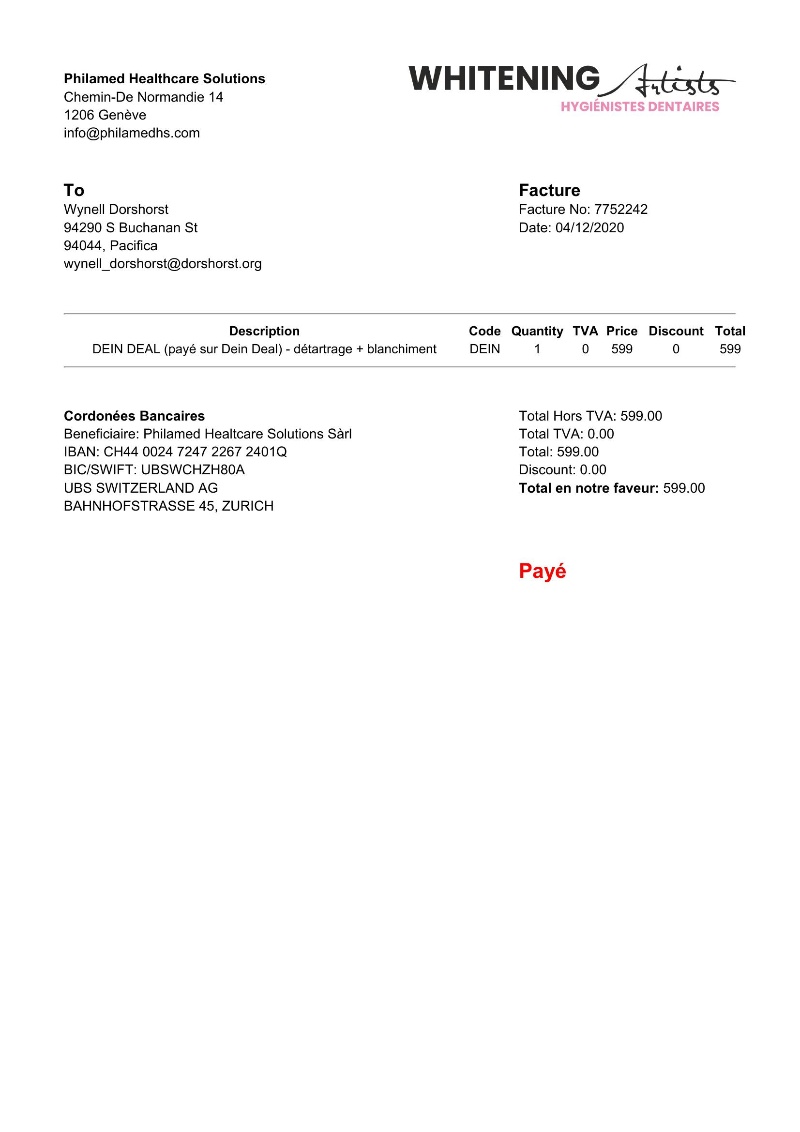 Philamed Healthcare Solutions
Chemin-De Normandie 14
1206 Genève
info@philamedhs.com
WHITENING Artists
HYGIÉNISTES DENTAIRES
To
Wynell Dorshorst
94290 S Buchanan St
94044, Pacifica
wynell_dorshorst@dorshorst.org
Facture
Facture No: 7752242
Date: 04/12/2020
Description Code Quantity TVA Price Discount Total
DEIN DEAL (payé sur Dein Deal) - détartrage + blanchiment DEIN 1 0 599 0 599
Cordonées Bancaires
Beneficiaire: Philamed Healtcare Solutions Sàrl
IBAN: CH44 0024 7247 2267 2401Q
BIC/SWIFT: UBSWCHZH80A
UBS SWITZERLAND AG
BAHNHOFSTRASSE 45, ZURICH
Total Hors TVA: 599.00
Total TVA: 0.00
Total: 599.00
Discount: 0.00
Total en notre faveur: 599.00
Payé